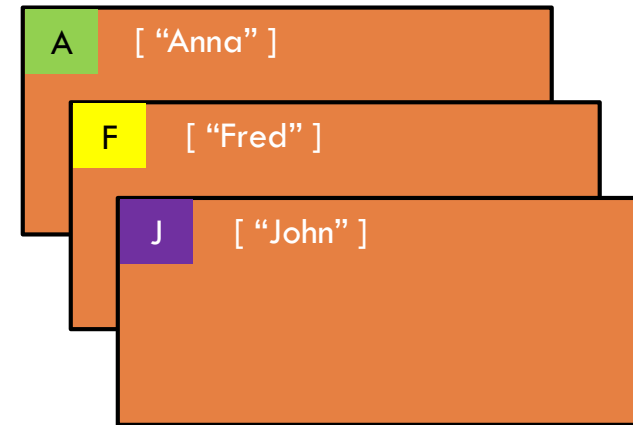 A [ “Anna” ]
F [ “Fred” ]
J [ “John” ]